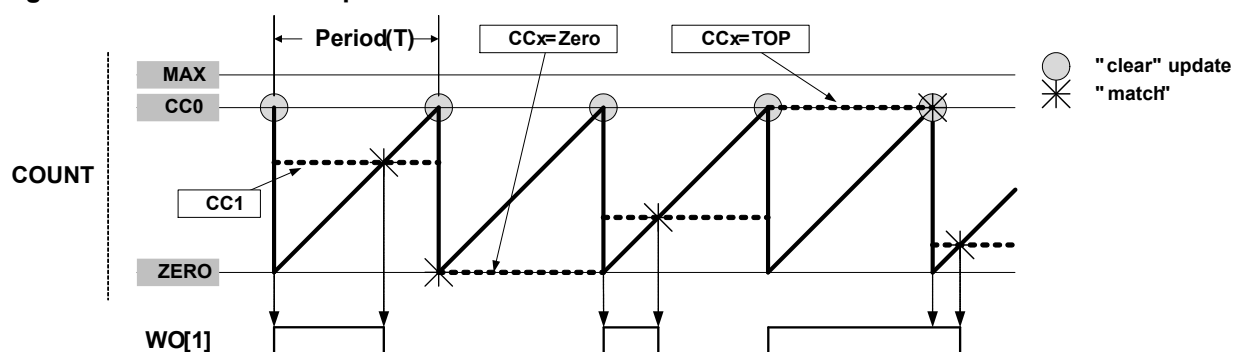 Period(T)
CCx=Zero
CCx=TOP
"clear" update
"match"
MAX
CC0
COUNT
CC1
ZERO
WO[1]